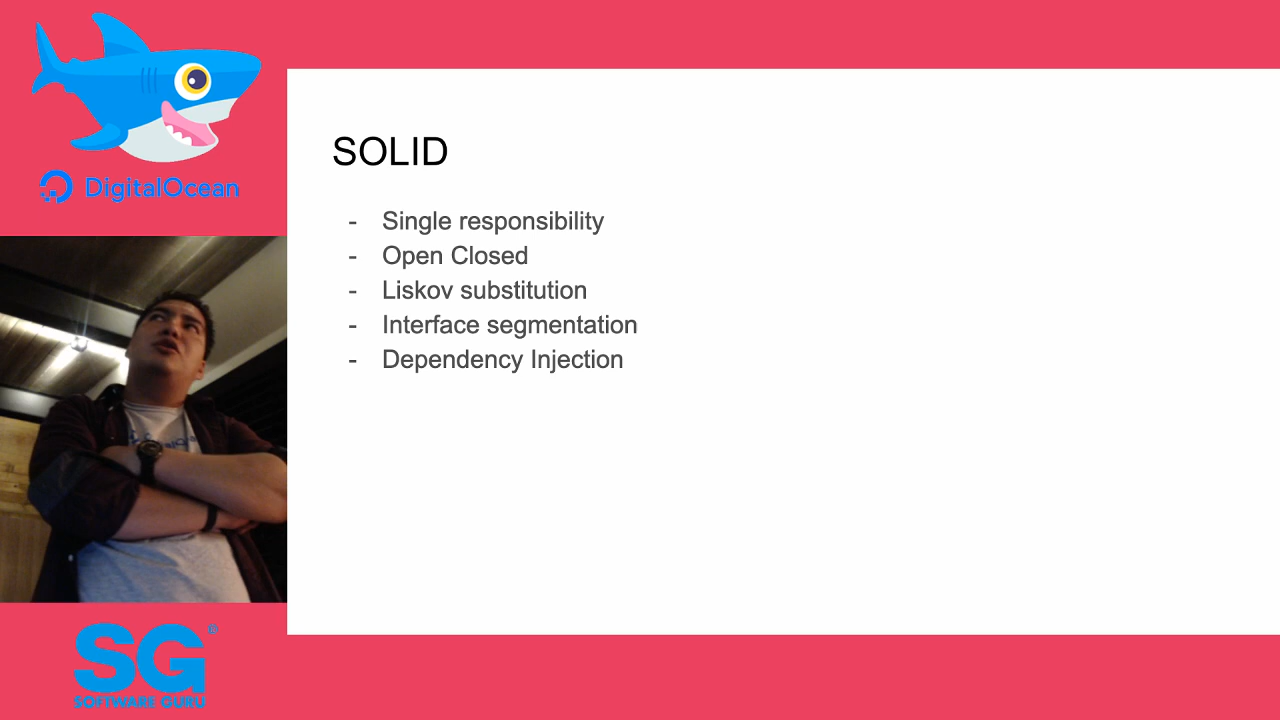 DigitalOcean
SOLID
- Single responsibility
- Open Closed
- Liskov substitution
- Interface segmentation
- Dependency Injection
SG
SOFTWARE GURU